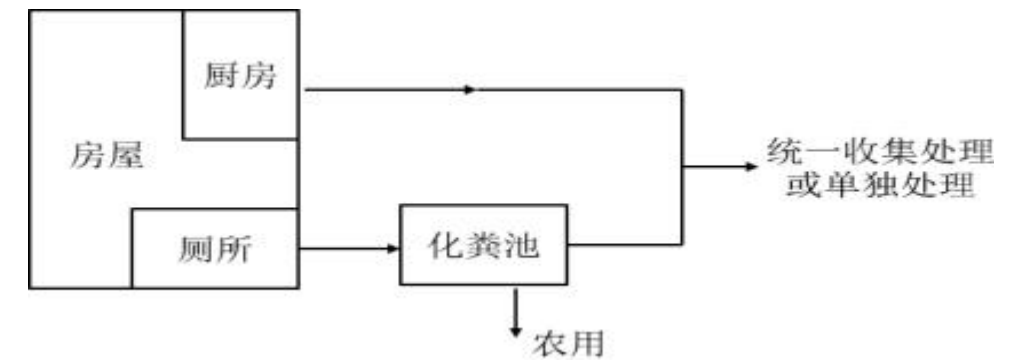 厨房
房屋
统一收集处理
或单独处理
厕所
化粪池
农用